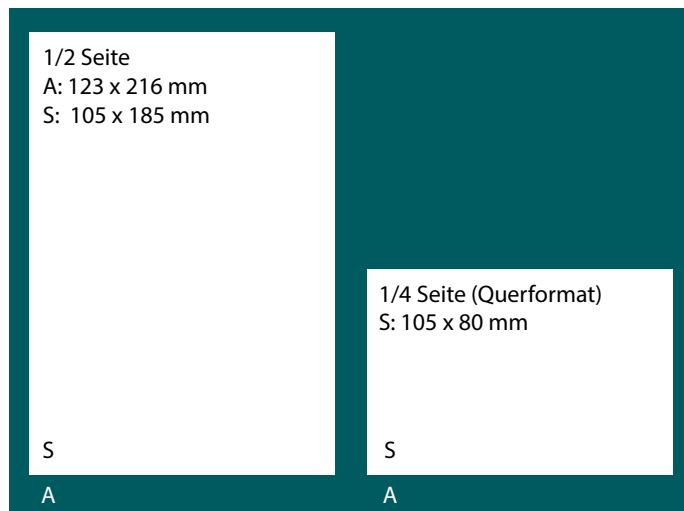 1/2 Seite
A: 123 x 216 mm
S: 105 x 185 mm
S
A
1/4 Seite (Querformat)
S: 105 x 80 mm
S
A